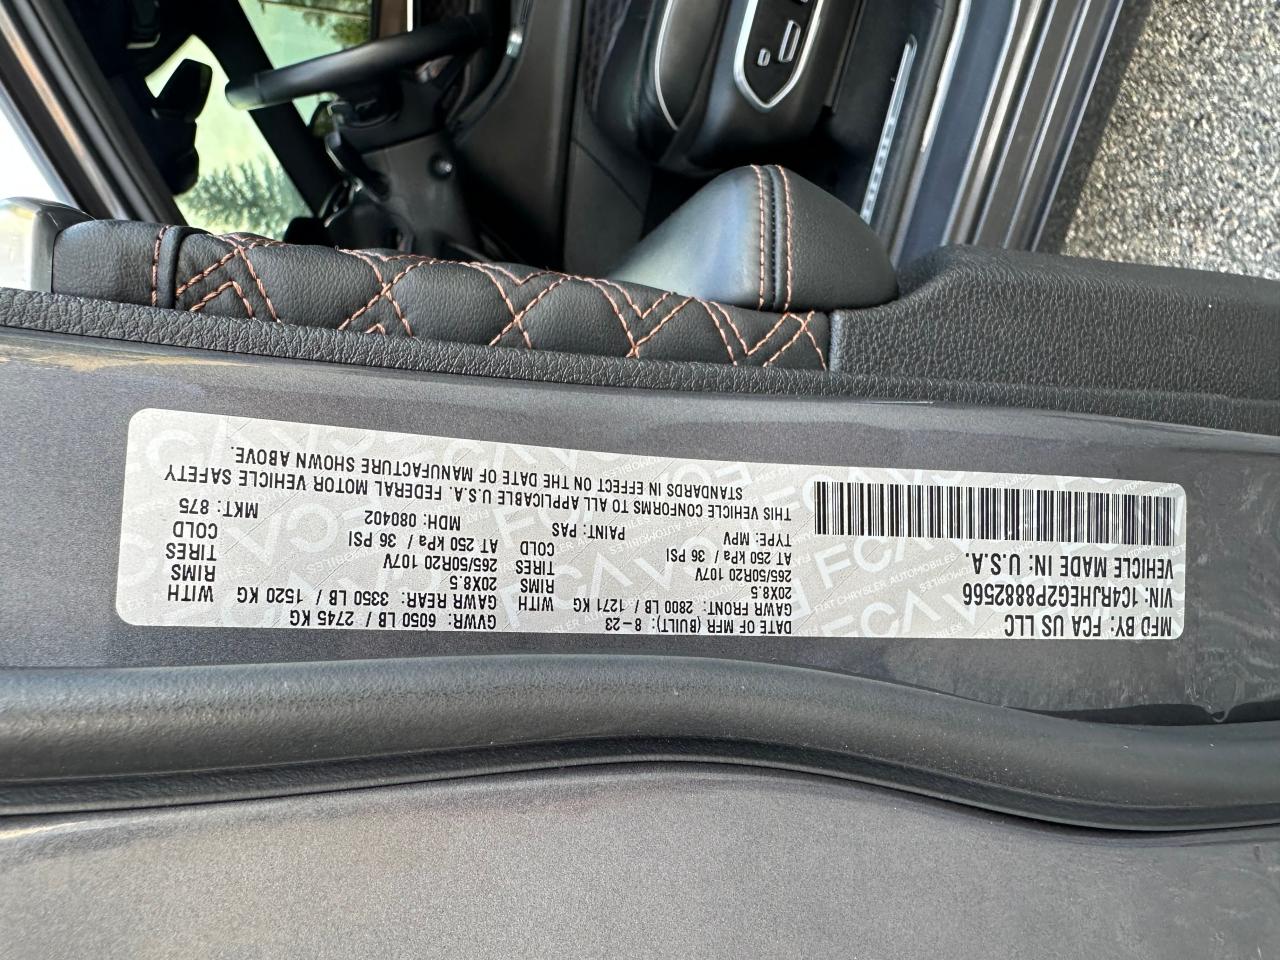 MFD BY: FCA US LLC
VIN: 1C4RJHEG2P8882566
VEHICLE MADE IN: U.S.A.
DATE OF MFR (BUILT): 8-23
GVWR: 6050 LB / 2745 KG
GAWR FRONT: 2800 LB / 1271 KG WITH
20X8.5 RIMS
265/50R20 107V TIRES
AT 250 kPa / 36 PSI COLD
GAWR REAR: 3350 LB / 1520 KG WITH
20X8.5 RIMS
265/50R20 107V TIRES
AT 250 kPa / 36 PSI COLD
TYPE: MPV PAINT: PAS MDH: 080402 MKT: 875
THIS VEHICLE CONFORMS TO ALL APPLICABLE U.S.A. FEDERAL MOTOR VEHICLE SAFETY
STANDARDS IN EFFECT ON THE DATE OF MANUFACTURE SHOWN ABOVE.